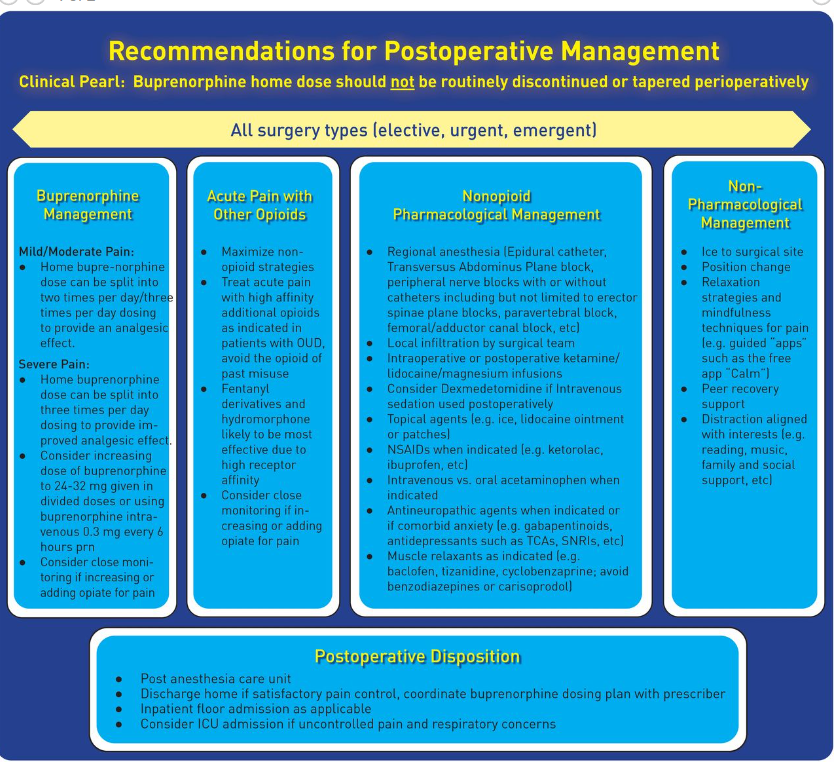 Recommendations for Postoperative Management
Clinical Pearl: Buprenorphine home dose should not be routinely discontinued or tapered perioperatively
All surgery types (elective, urgent, emergent)
Buprenorphine
Management
Mild/Moderate Pain:
● Home bupre-norphine
dose can be split into
two times per day/three
times per day dosing
to provide an analgesic
effect.
Severe Pain:
● Home buprenorphine
dose can be split into
three times per day
dosing to provide im-
proved analgesic effect.
● Consider increasing
dose of buprenorphine
to 24-32 mg given in
divided doses or using
buprenorphine intra-
venous 0.3 mg every 6
hours prn
● Consider close moni-
toring if increasing or
adding opiate for pain
Acute Pain with
Other Opioids
● Maximize non-
opioid strategies
● Treat acute pain
with high affinity
additional opioids
as indicated in
patients with OUD,
avoid the opioid of
past misuse
● Fentanyl
derivatives and
hydromorphone
likely to be most
effective due to
high receptor
affinity
● Consider close
monitoring if in-
creasing or adding
opiate for pain
Nonopioid
Pharmacological Management
● Regional anesthesia (Epidural catheter,
Transversus Abdominus Plane block,
peripheral nerve blocks with or without
catheters including but not limited to erector
spinae plane blocks, paravertebral block,
femoral/adductor canal block, etc)
● Local infiltration by surgical team
● Intraoperative or postoperative ketamine/
lidocaine/magnesium infusions
● Consider Dexmedetomidine if Intravenous
sedation used postoperatively
● Topical agents (e.g. ice, lidocaine ointment
or patches)
● NSAIDs when indicated (e.g. ketorolac,
ibuprofen, etc)
● Intravenous vs. oral acetaminophen when
indicated
● Antineuropathic agents when indicated or
if comorbid anxiety (e.g. gabapentinoids,
antidepressants such as TCAs, SNRIs, etc)
● Muscle relaxants as indicated (e.g.
baclofen, tizanidine, cyclobenzaprine; avoid
benzodiazepines or carisoprodol)
Non-
Pharmacological
Management
● Ice to surgical site
● Position change
● Relaxation
strategies and
mindfulness
techniques for pain
(e.g. guided "apps"
such as the free
app "Calm")
● Peer recovery
support
● Distraction aligned
with interests (e.g.
reading, music,
family and social
support, etc)
Postoperative Disposition
● Post anesthesia care unit
● Discharge home if satisfactory pain control, coordinate buprenorphine dosing plan with prescriber
● Inpatient floor admission as applicable
● Consider ICU admission if uncontrolled pain and respiratory concerns